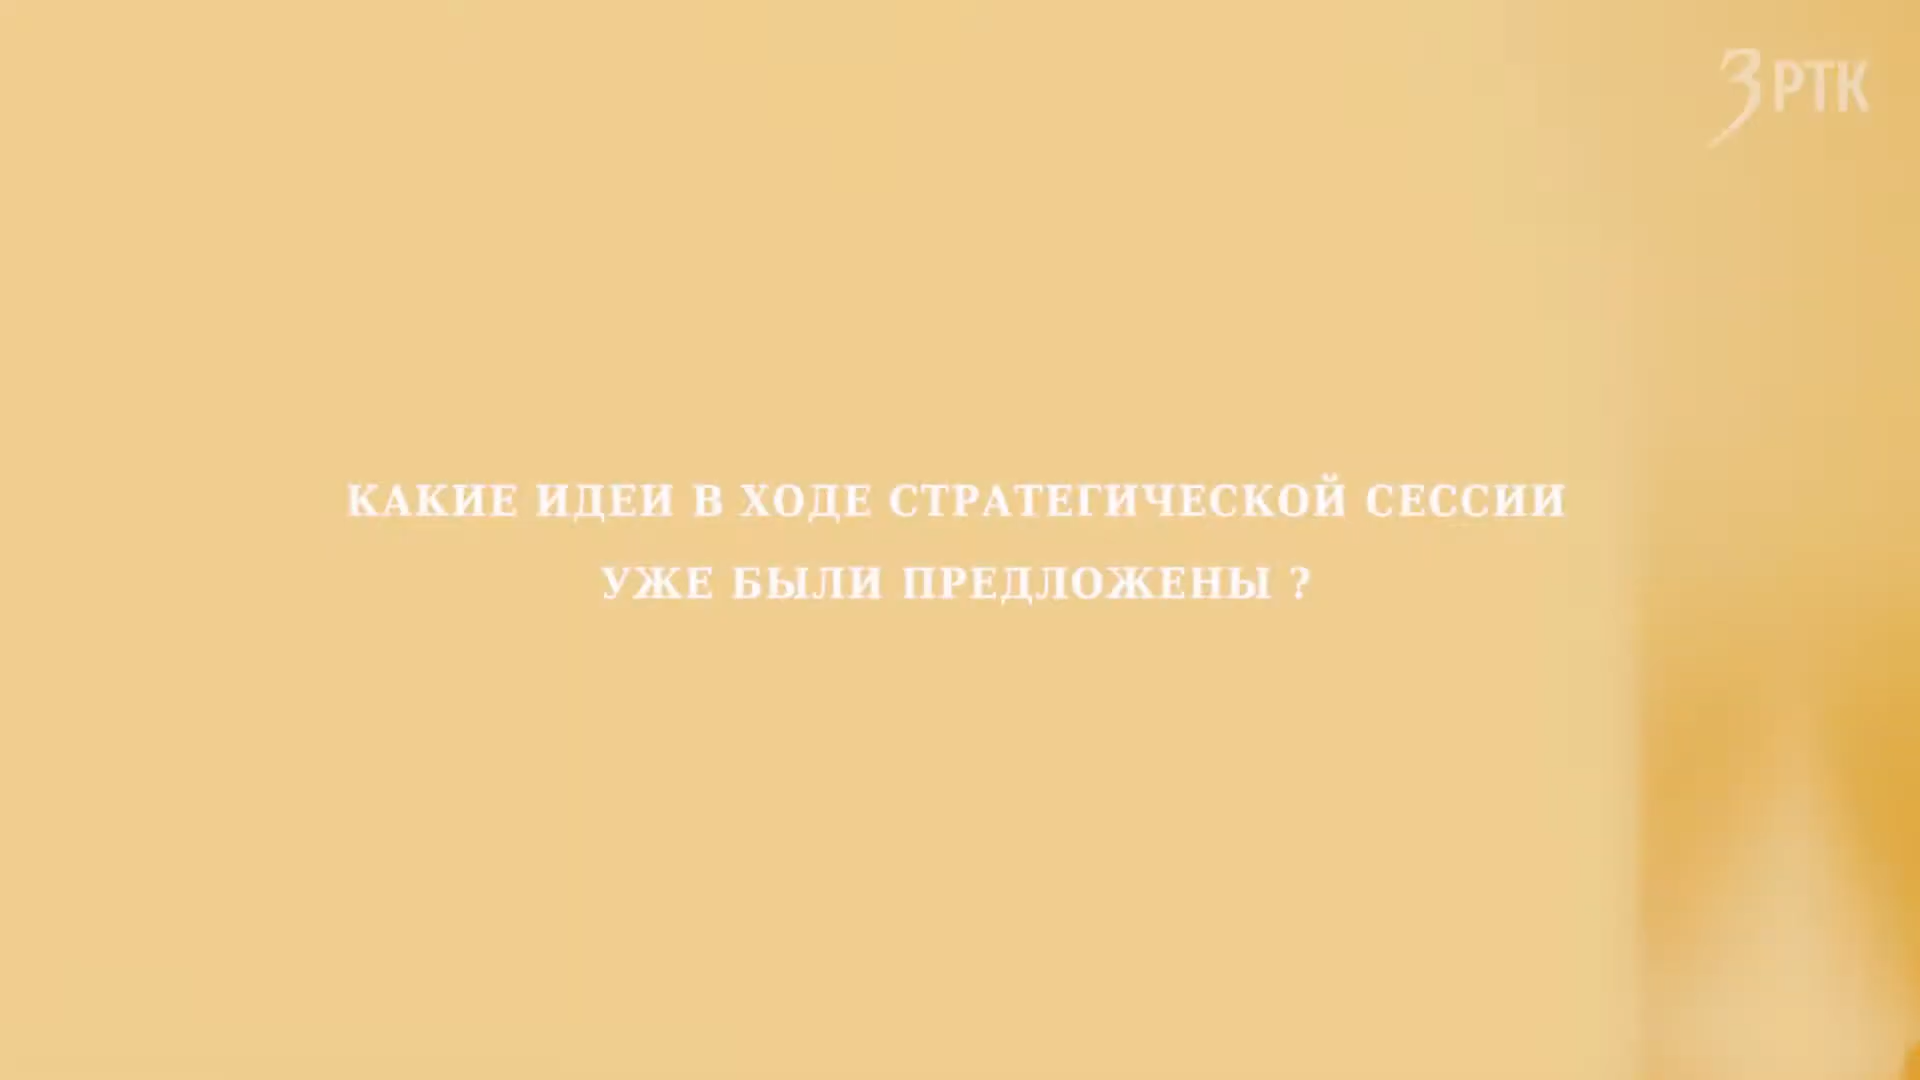 ЗРТК
КАКИЕ ИДЕИ В ХОДЕ СТРАТЕГИЧЕСКОЙ СЕССИИ
УЖЕ БЫЛИ ПРЕДЛОЖЕНЫ ?